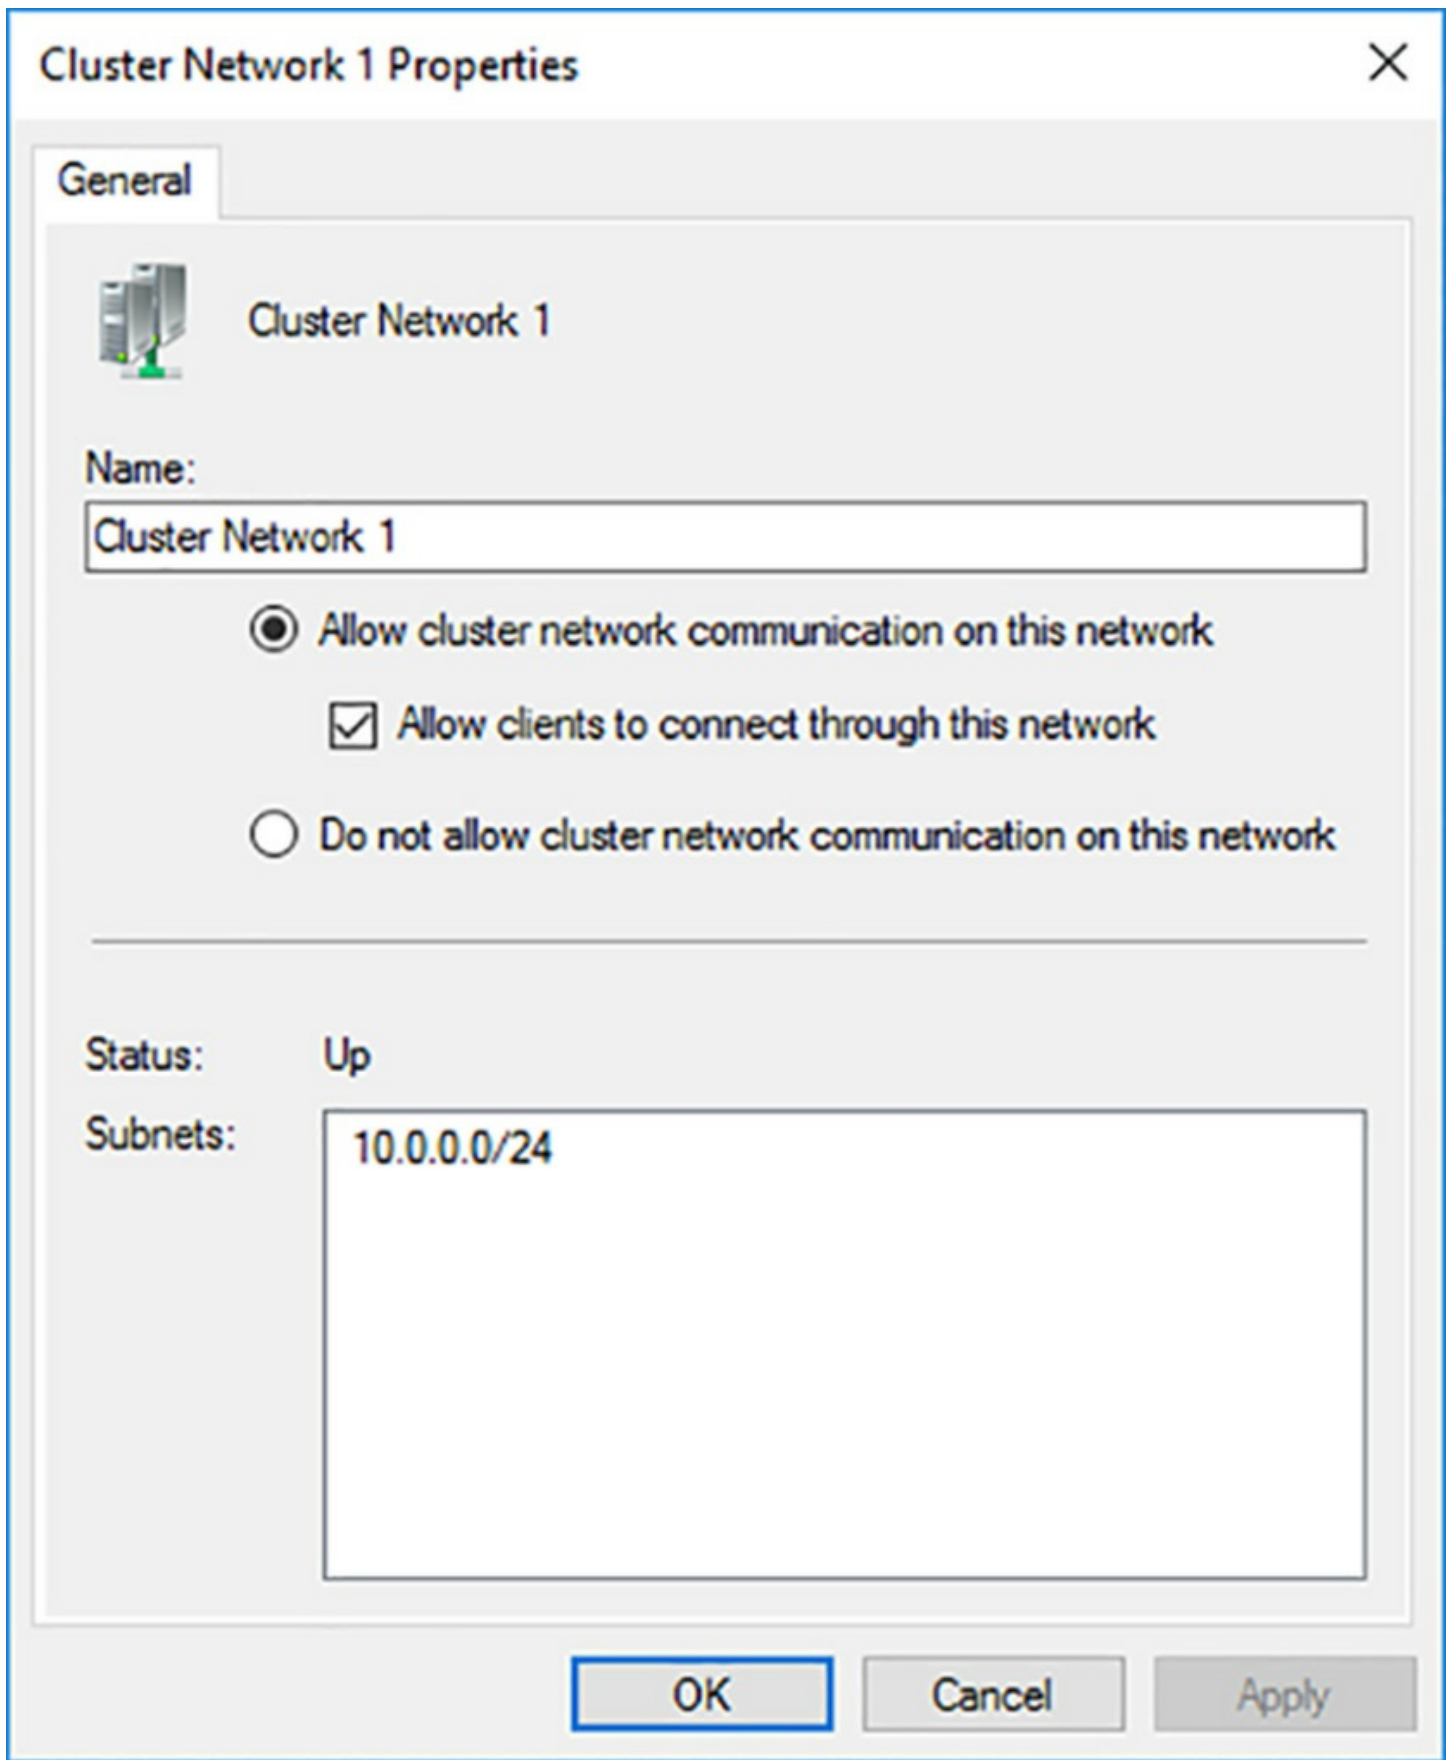 Cluster Network 1 Properties
General
Cluster Network 1
Name:
Cluster Network 1
Allow cluster network communication on this network
Allow clients to connect through this network
Do not allow cluster network communication on this network
Status: Up
Subnets: 10.0.0.0/24
OK Cancel Apply